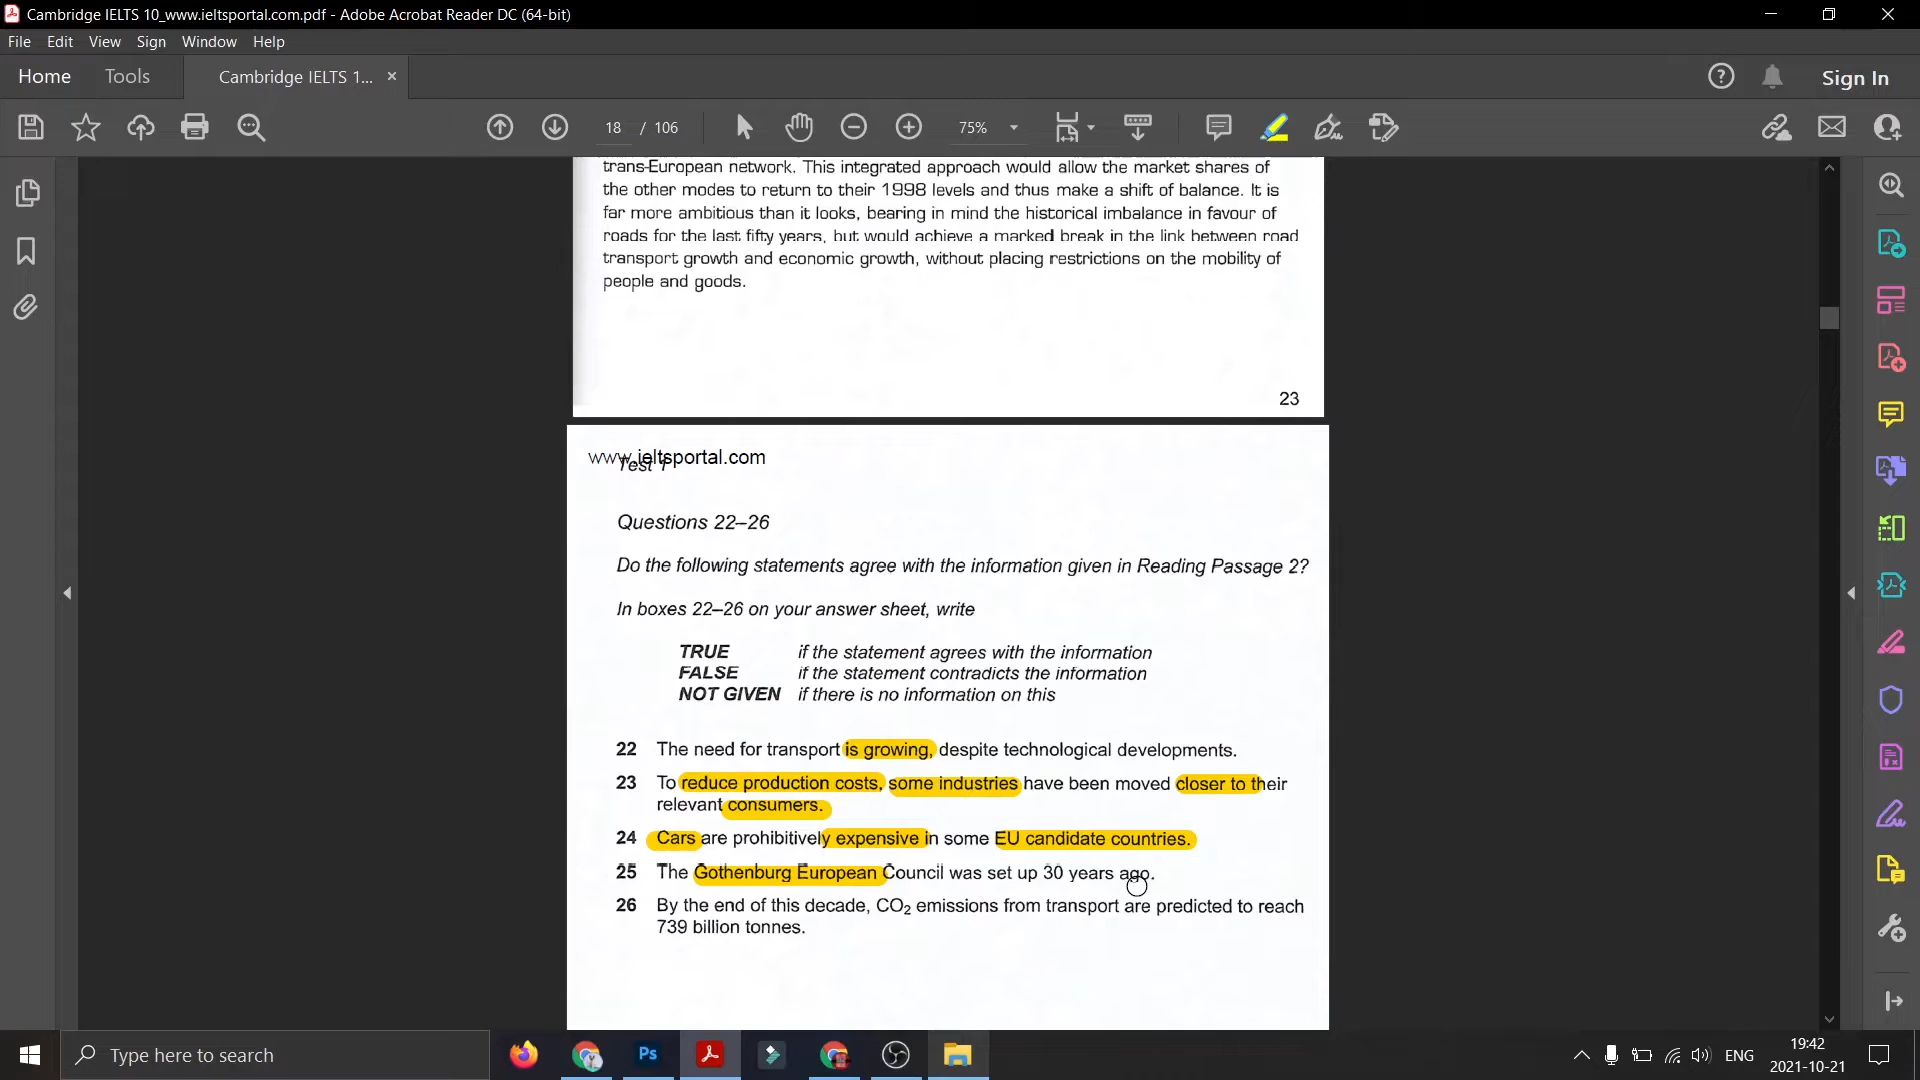 Cambridge IELTS 10_www.ieltsportal.com.pdf - Adobe Acrobat Reader DC (64-bit)
File Edit View Sign Window Help
Home Tools Cambridge IELTS 1... × Sign In
18 / 106 75%
trans-European network. This integrated approach would allow the market shares of
the other modes to return to their 1998 levels and thus make a shift of balance. It is
far more ambitious than it looks, bearing in mind the historical imbalance in favour of
roads for the last fifty years, but would achieve a marked break in the link between road
transport growth and economic growth, without placing restrictions on the mobility of
people and goods.
23
www.ieltsportal.com
Test 1
Questions 22–26
Do the following statements agree with the information given in Reading Passage 2?
In boxes 22–26 on your answer sheet, write
TRUE if the statement agrees with the information
FALSE if the statement contradicts the information
NOT GIVEN if there is no information on this
22 The need for transport is growing, despite technological developments.
23 To reduce production costs, some industries have been moved closer to their
relevant consumers.
24 Cars are prohibitively expensive in some EU candidate countries.
25 The Gothenburg European Council was set up 30 years ago.
26 By the end of this decade, CO2 emissions from transport are predicted to reach
739 billion tonnes.
Type here to search
Ps
ENG
19:42
2021-10-21